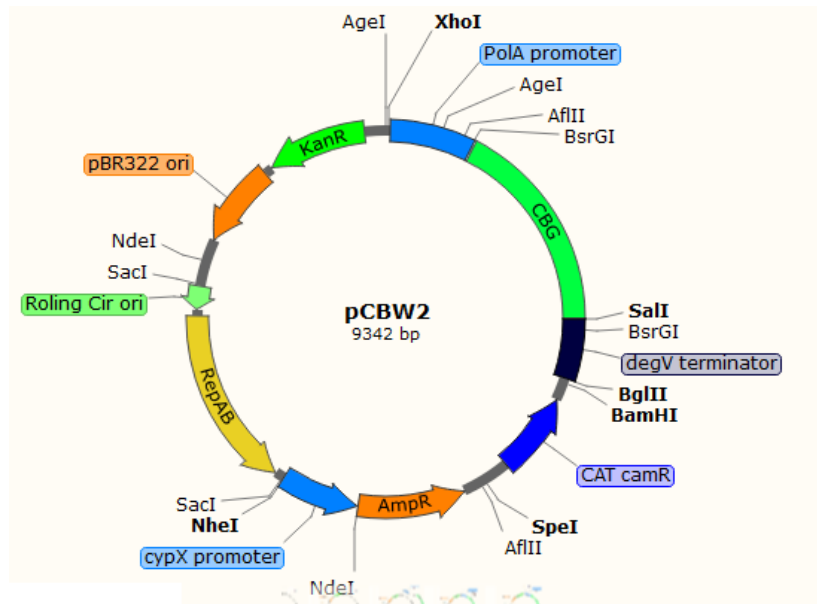 AgeI
XhoI
PolA promoter
AgeI
AflII
BsrGI
KanR
pBR322 ori
CBG
NdeI
SacI
Roling Cir ori
pCBW2
9342 bp
SalI
BsrGI
degV terminator
BglII
BamHI
RepAB
CAT camR
SacI
NheI
AmpR
SpeI
AflII
cypX promoter
NdeI